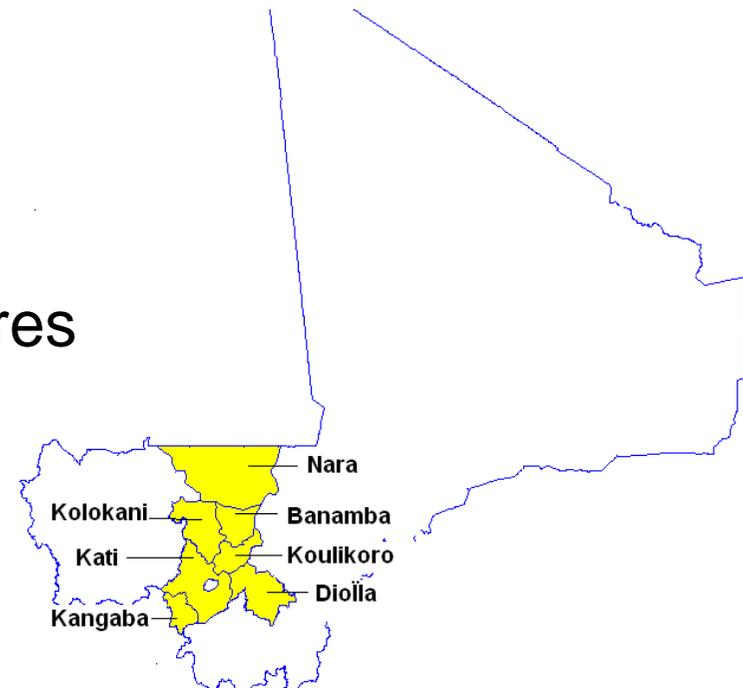 res
Nara
Kolokani
Banamba
Kati
Koulikoro
DioÏla
Kangaba